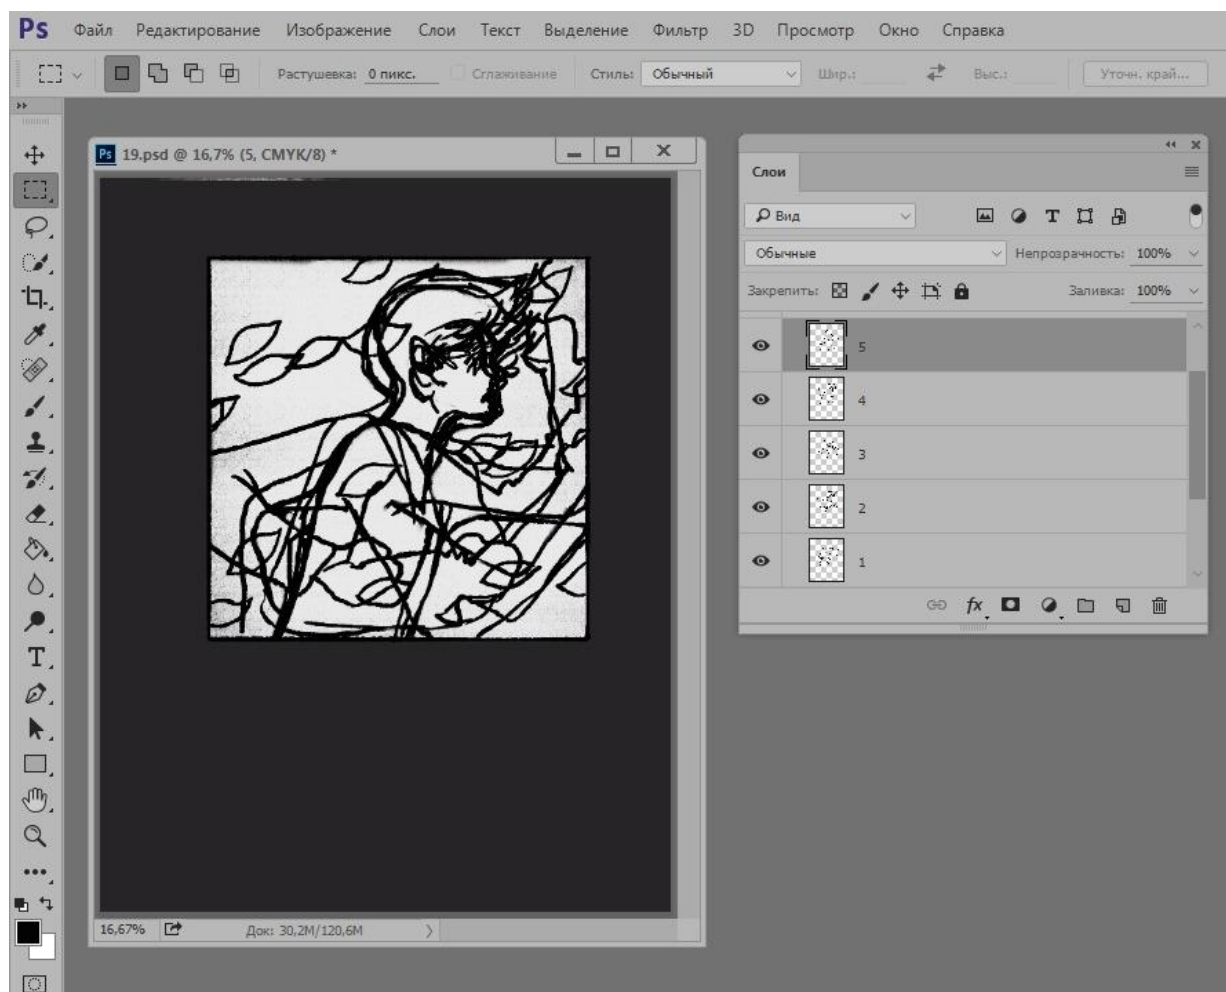 Ps Файл Редактирование Изображение Слои Текст Выделение Фильтр 3D Просмотр Окно Справка
Растушевка: 0 пикс. Сглаживание Стиль: Обычный Шир.: Выс.: Уточн. край...
19.psd @ 16,7% (5, CMYK/8) *
Слои
Вид
Обычные Непрозрачность: 100%
Закрепить: Заливка: 100%
5
4
3
2
1
16,67% Док: 30,2M/120,6M